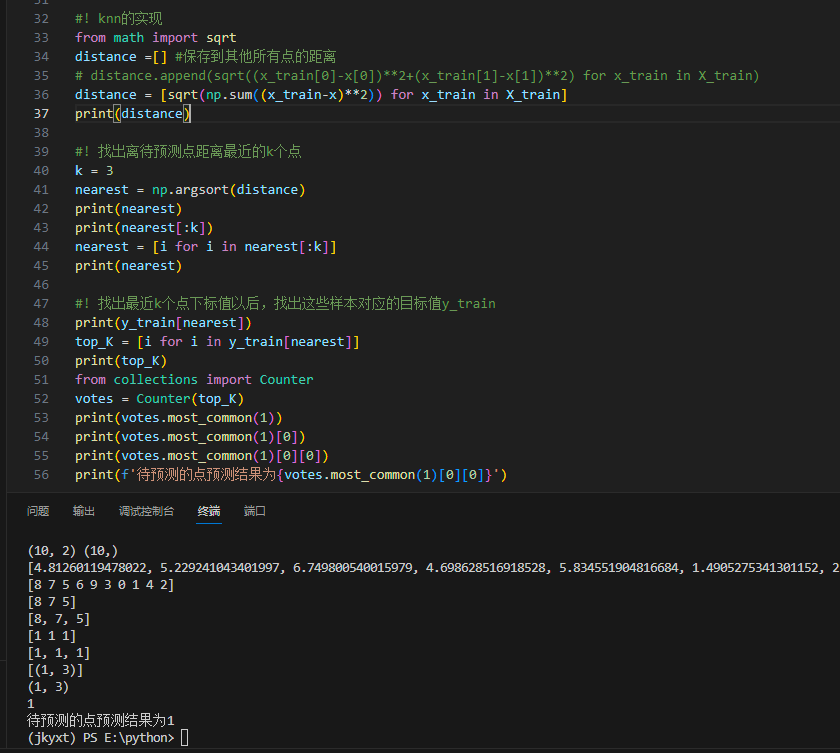 31
32 #! knn的实现
33 from math import sqrt
34 distance =[] #保存到其他所有点的距离
35 # distance.append(sqrt((x_train[0]-x[0])**2+(x_train[1]-x[1])**2) for x_train in X_train)
36 distance = [sqrt(np.sum((x_train-x)**2)) for x_train in X_train]
37 print(distance)
38
39 #! 找出离待预测点距离最近的k个点
40 k = 3
41 nearest = np.argsort(distance)
42 print(nearest)
43 print(nearest[:k])
44 nearest = [i for i in nearest[:k]]
45 print(nearest)
46
47 #! 找出最近k个点下标值以后，找出这些样本对应的目标值y_train
48 print(y_train[nearest])
49 top_K = [i for i in y_train[nearest]]
50 print(top_K)
51 from collections import Counter
52 votes = Counter(top_K)
53 print(votes.most_common(1))
54 print(votes.most_common(1)[0])
55 print(votes.most_common(1)[0][0])
56 print(f'待预测的点预测结果为{votes.most_common(1)[0][0]}')
问题 输出 调试控制台 终端 端口
(10, 2) (10,)
[4.81260119478022, 5.229241043401997, 6.749800540015979, 4.698628516918528, 5.834551904816684, 1.4905275341301152, 2
[8 7 5 6 9 3 0 1 4 2]
[8 7 5]
[8, 7, 5]
[1 1 1]
[1, 1, 1]
[(1, 3)]
(1, 3)
1
待预测的点预测结果为1
(jkyxt) PS E:\python>